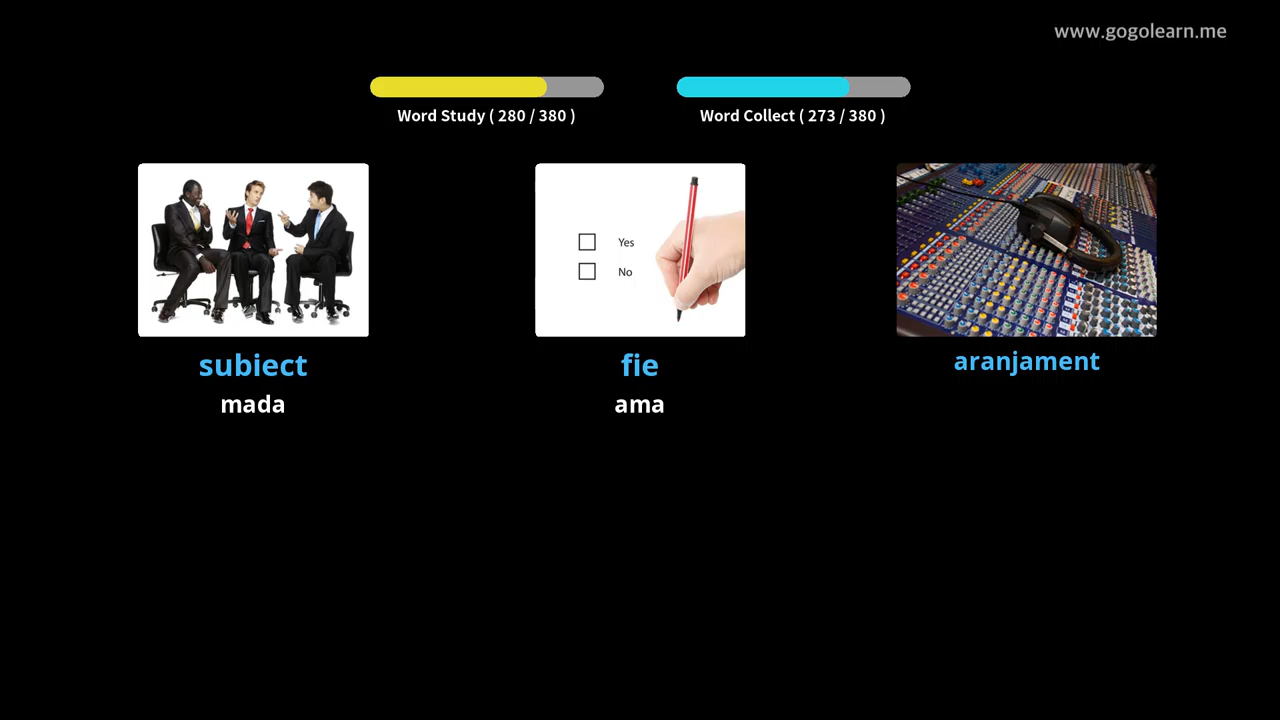 www.gogolearn.me
Word Study ( 280 / 380 )
Word Collect ( 273 / 380 )
Yes
No
subiect
fie
aranjament
mada
ama